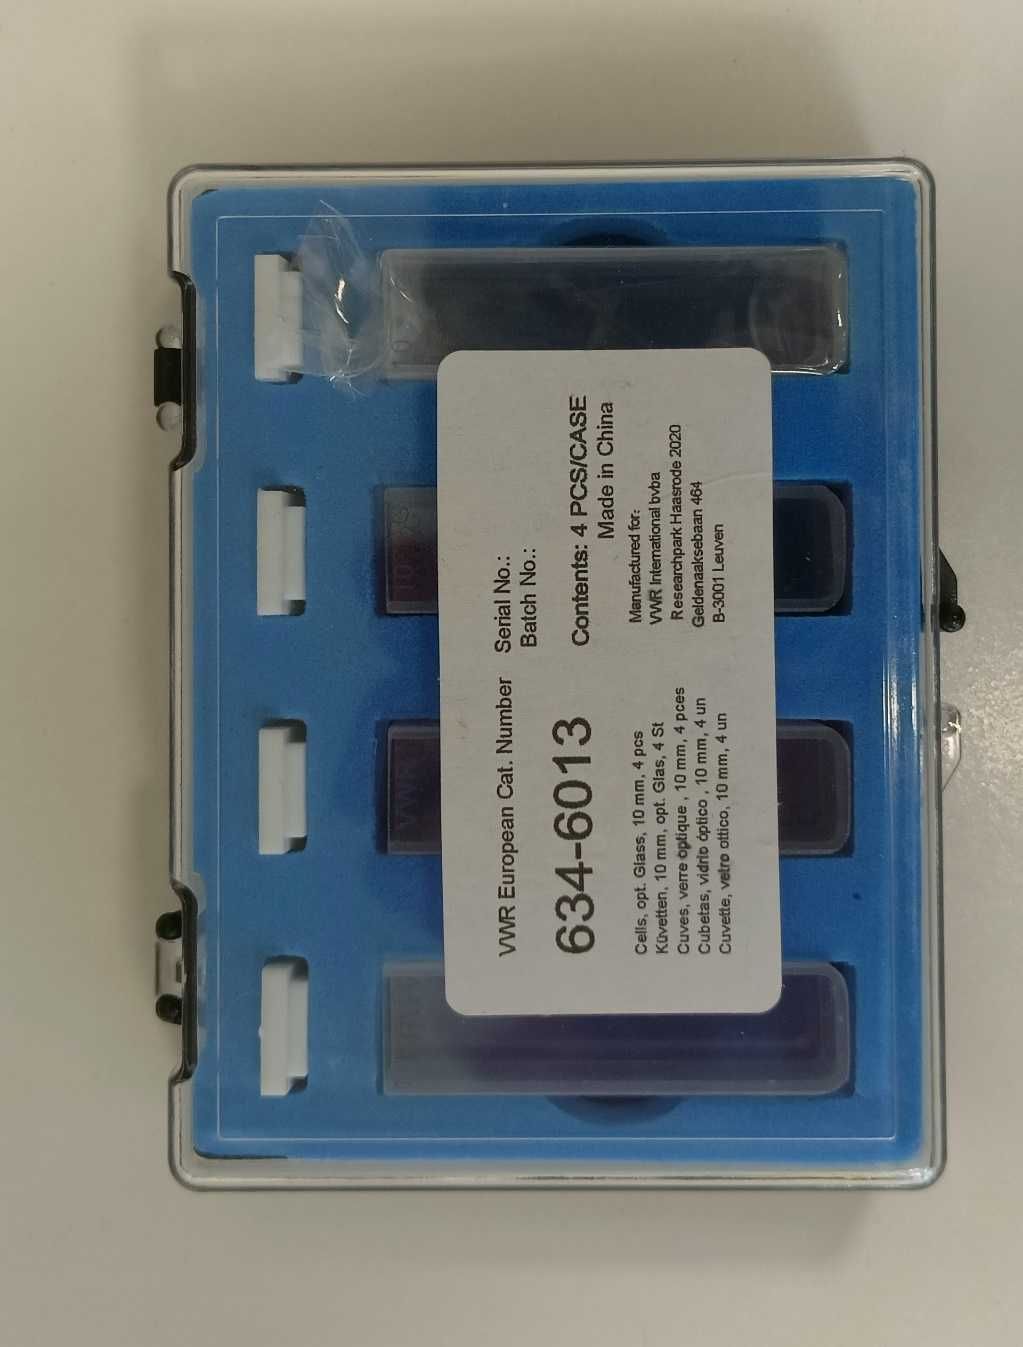 VWR European Cat. Number
634-6013
Cells, opt. Glass, 10 mm, 4 pcs
Küvetten, 10 mm, opt. Glas, 4 St
Cuves, verre optique , 10 mm, 4 pces
Cubetas, vidrio óptico , 10 mm, 4 un
Cuvette, vetro ottico, 10 mm, 4 un
Serial No.:
Batch No.:
Contents: 4 PCS/CASE
Made in China
Manufactured for:
VWR International bvba
Researchpark Haasrode 2020
Geldenaaksebaan 464
B-3001 Leuven
VWR